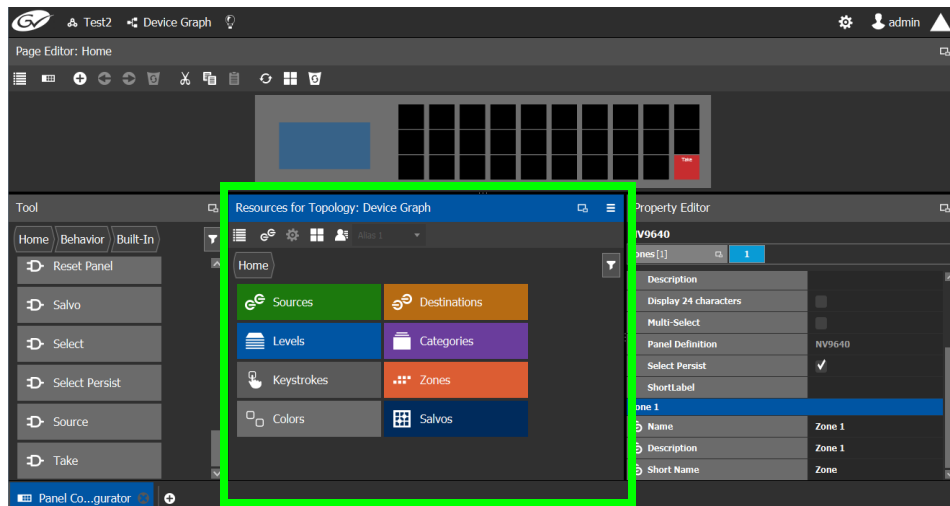 GV Test2 Device Graph admin
Page Editor: Home
Take
Tool
Home Behavior Built-In
Reset Panel
Salvo
Select
Select Persist
Source
Take
Resources for Topology: Device Graph
Alias 1
Home
Sources Destinations
Levels Categories
Keystrokes Zones
Colors Salvos
Property Editor
NV9640
ones [1] 1
Description
Display 24 characters
Multi-Select
Panel Definition NV9640
Select Persist
ShortLabel
one 1
Name Zone 1
Description Zone 1
Short Name Zone
Panel Co...gurator